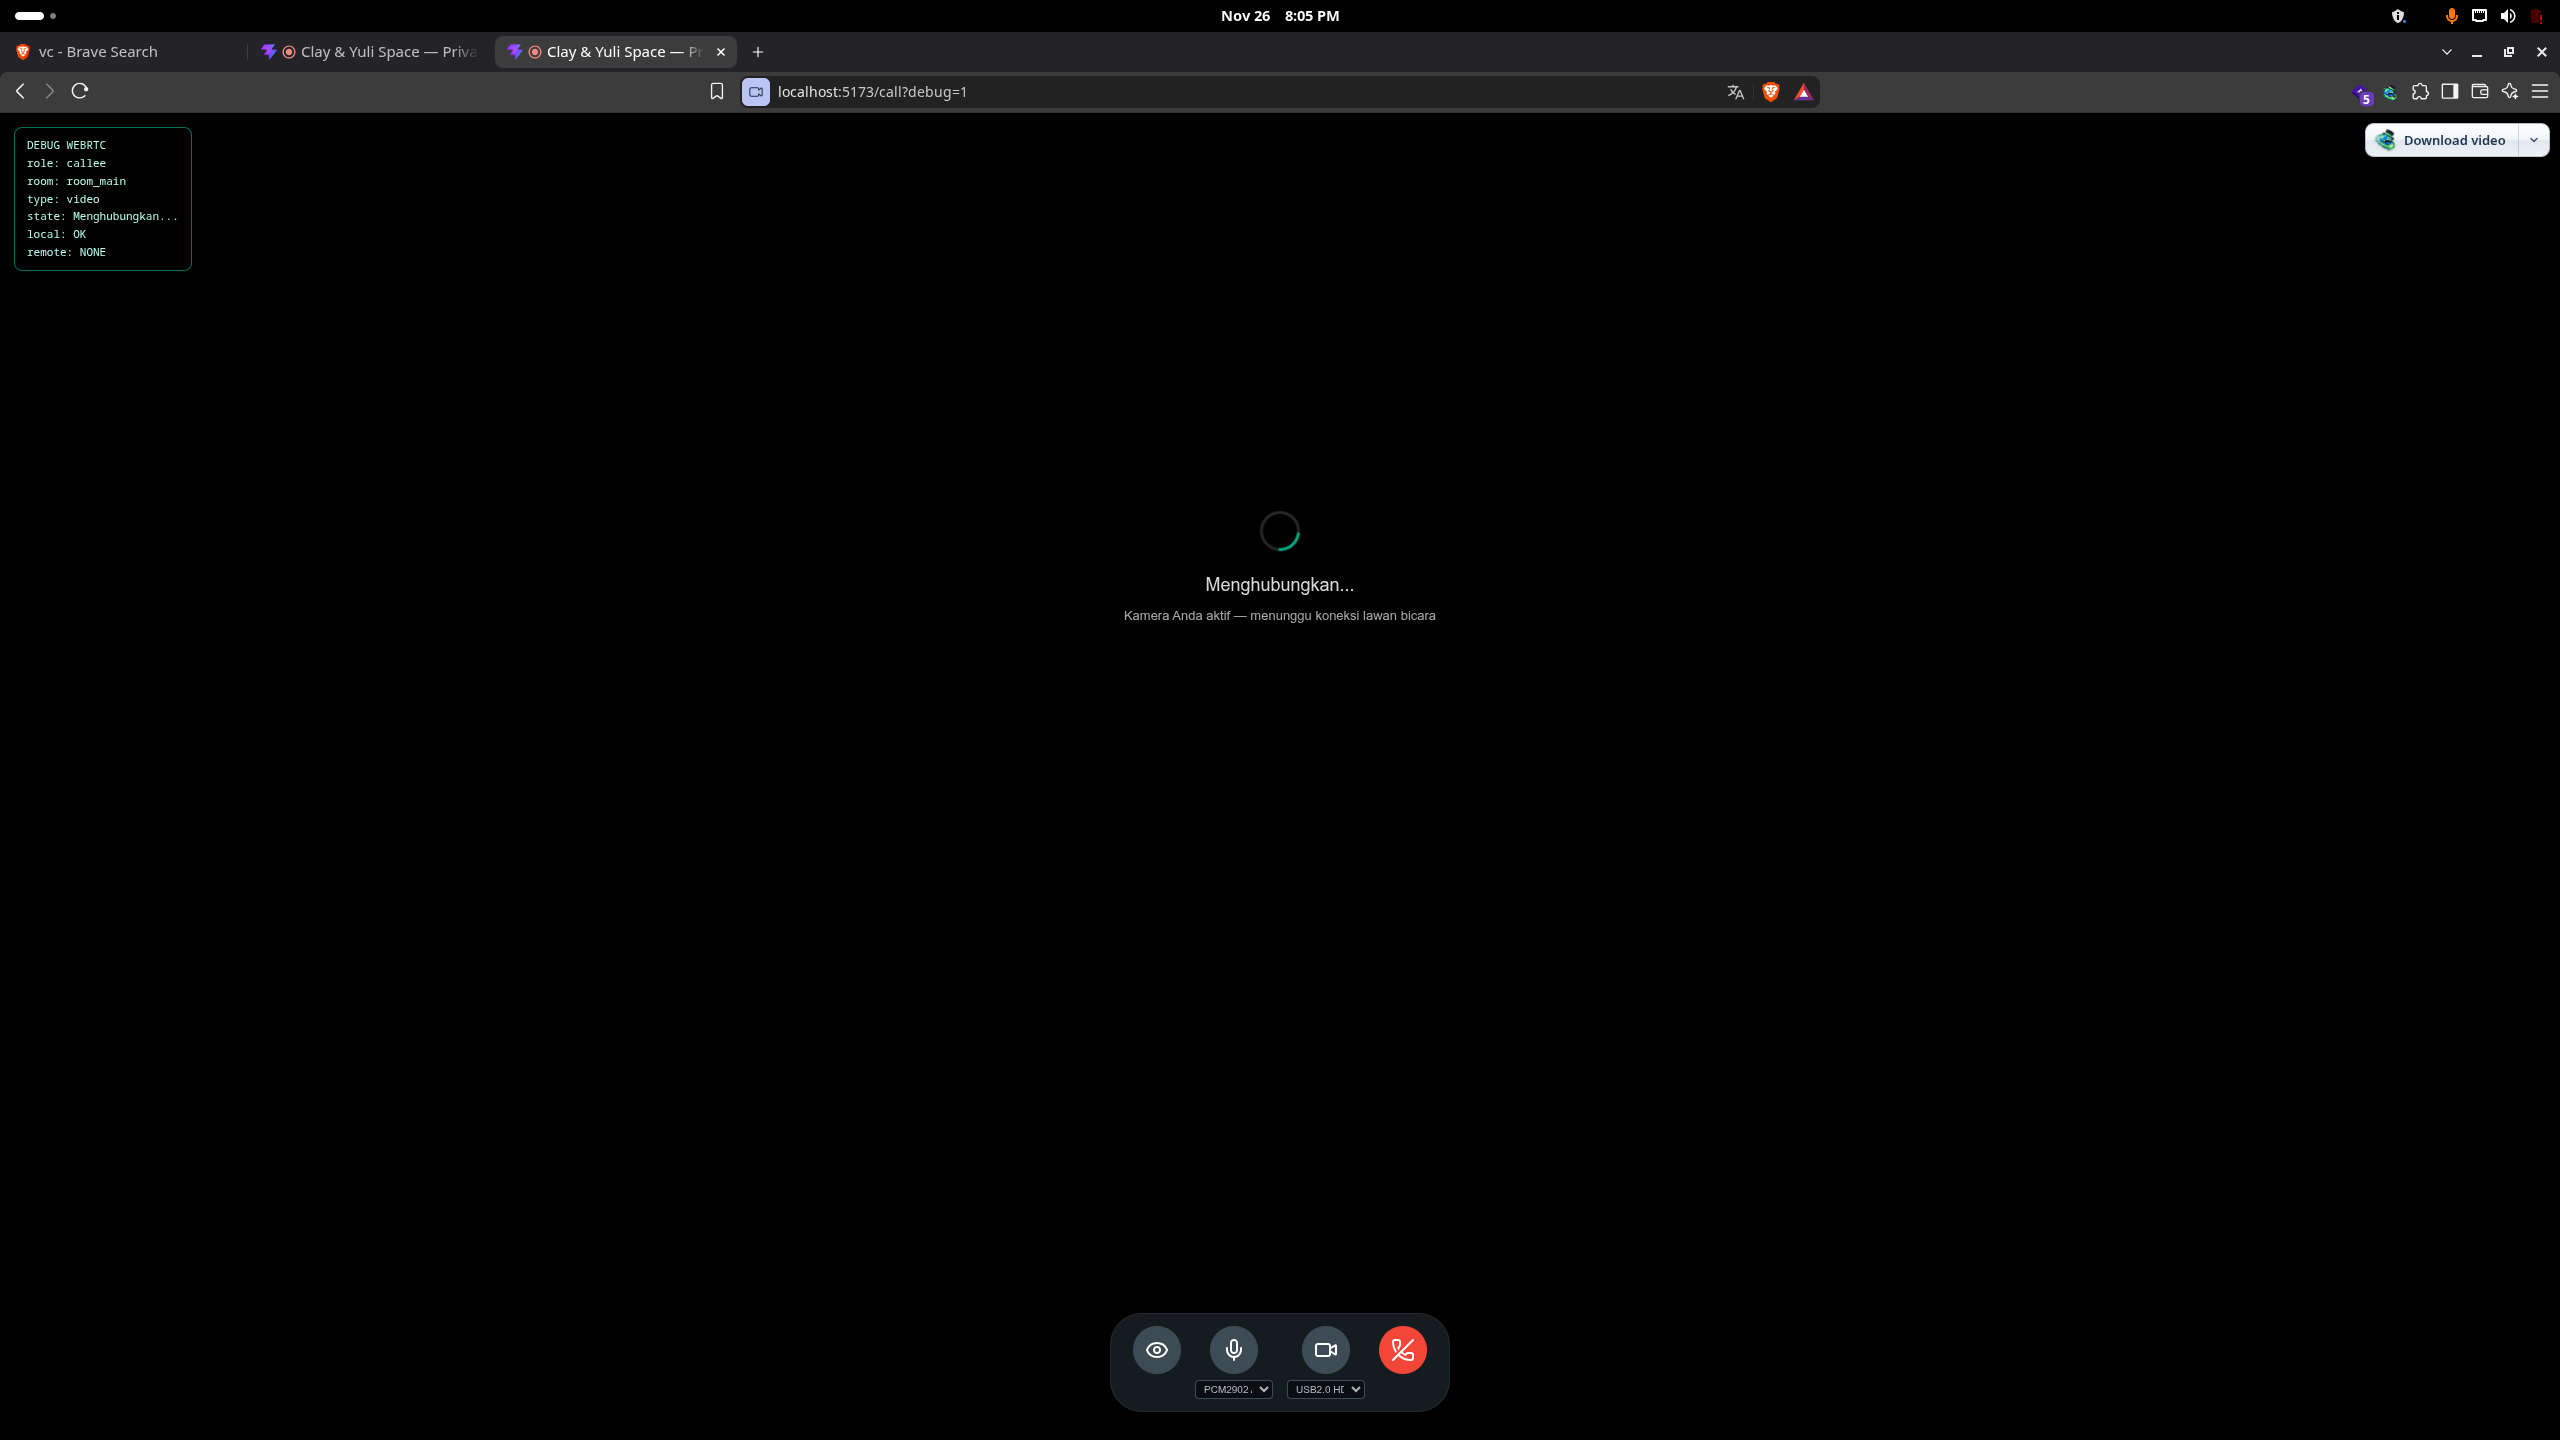 Nov 26 8:05 PM
vc - Brave Search
Clay & Yuli Space — Priva
Clay & Yuli Space — Pr
localhost:5173/call?debug=1
5
DEBUG WEBRTC
role: callee
room: room_main
type: video
state: Menghubungkan...
local: OK
remote: NONE
Download video
Menghubungkan...
Kamera Anda aktif — menunggu koneksi lawan bicara
PCM2902
USB2.0 HD